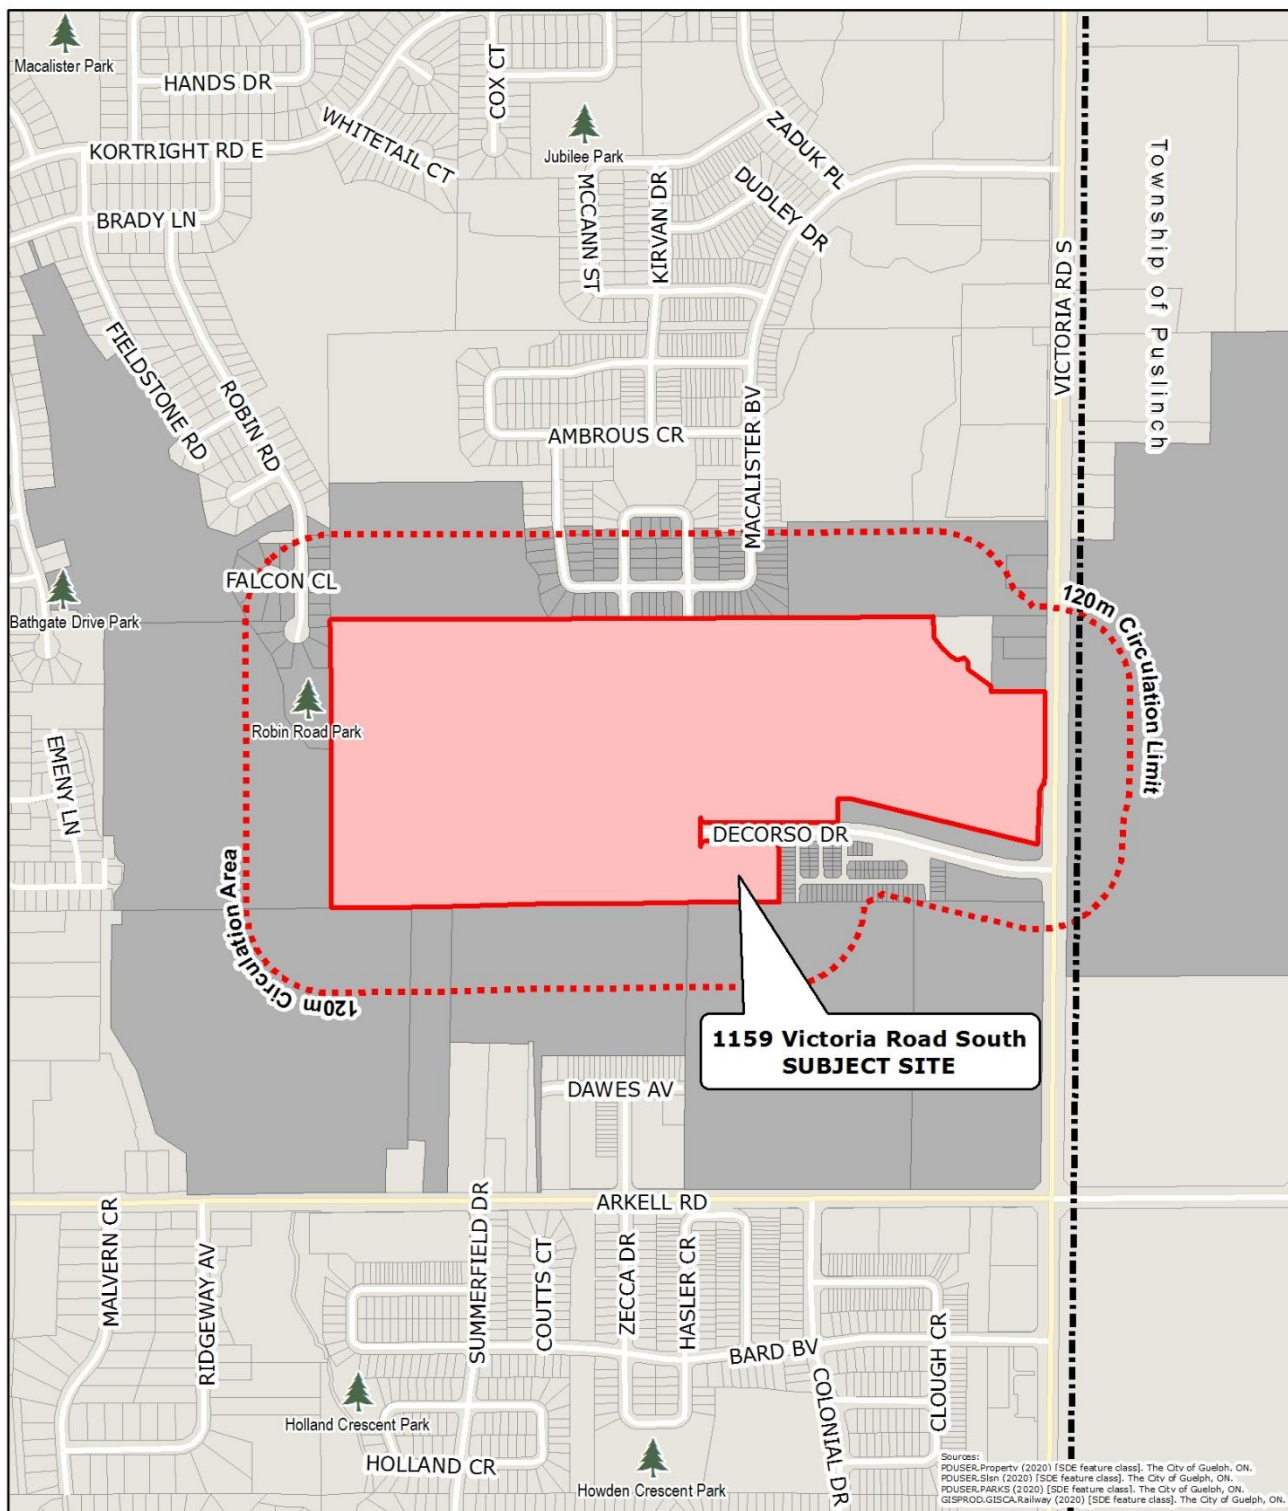 Macalister Park
HANDS DR
COX CT
WHITETAIL CT
KORTRIGHT RD E
Jubilee Park
ZADUK PL
BRADY LN
MCCANN ST
KIRVAN DR
DUDLEY DR
Township of Puslinch
VICTORIA RD S
FIELDSTONE RD
ROBIN RD
AMBROUS CR
MACALISTER BV
FALCON CL
Bathgate Drive Park
120m Circulation Limit
Robin Road Park
EMENY LN
DECORSO DR
120m Circulation Area
1159 Victoria Road South
SUBJECT SITE
DAWES AV
ARKELL RD
MALVERN CR
RIDGEWAY AV
SUMMERFIELD DR
COUTTS CT
ZECCA DR
HASLER CR
BARD BV
COLONIAL DR
CLOUGH CR
Holland Crescent Park
HOLLAND CR
Howden Crescent Park
Sources:
PDUSER.Property (2020) [SDE feature class]. The City of Guelph, ON.
PDUSER.Slrn (2020) [SDE feature class]. The City of Guelph, ON.
PDUSER.PARKS (2020) [SDE feature class]. The City of Guelph, ON.
GISPROD.GISCA.Railway (2020) [SDE feature class]. The City of Guelph, ON.